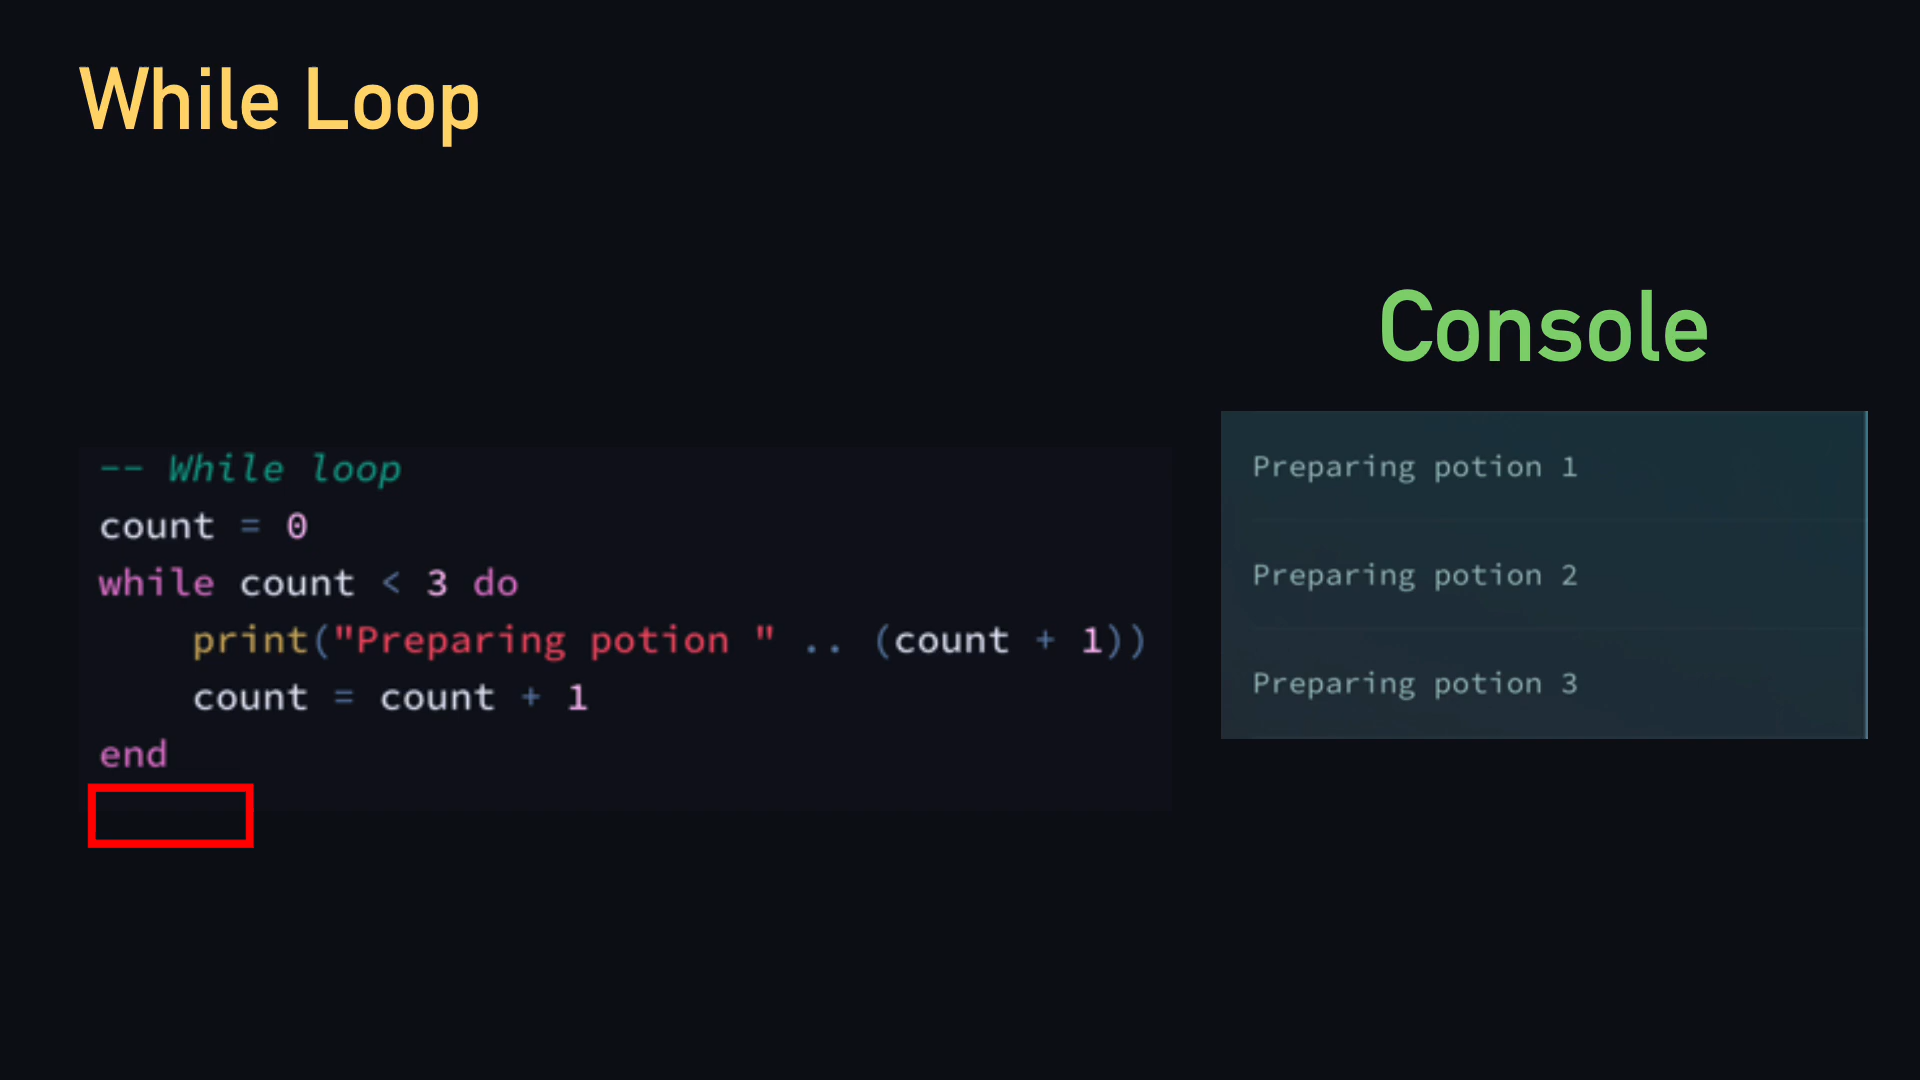 While Loop
Console
-- While loop
count = 0
while count < 3 do
    print("Preparing potion " .. (count + 1))
    count = count + 1
end
Preparing potion 1
Preparing potion 2
Preparing potion 3